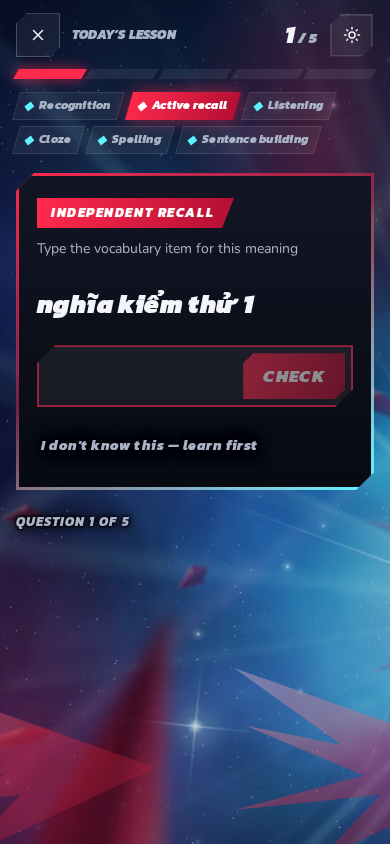 TODAY'S LESSON
1 / 5
Recognition
Active recall
Listening
Cloze
Spelling
Sentence building
INDEPENDENT RECALL
Type the vocabulary item for this meaning
nghĩa kiểm thử 1
CHECK
I don't know this — learn first
QUESTION 1 OF 5